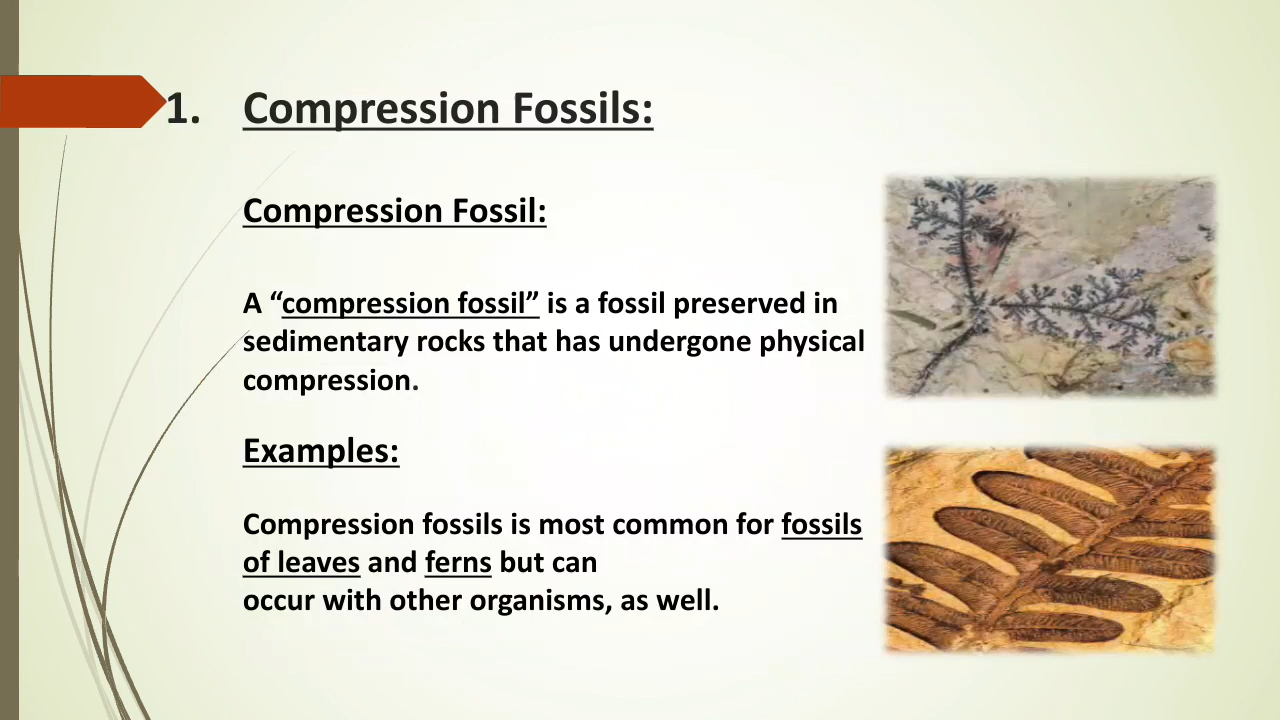 1. Compression Fossils:
Compression Fossil:
A “compression fossil” is a fossil preserved in
sedimentary rocks that has undergone physical
compression.
Examples:
Compression fossils is most common for fossils
of leaves and ferns but can
occur with other organisms, as well.